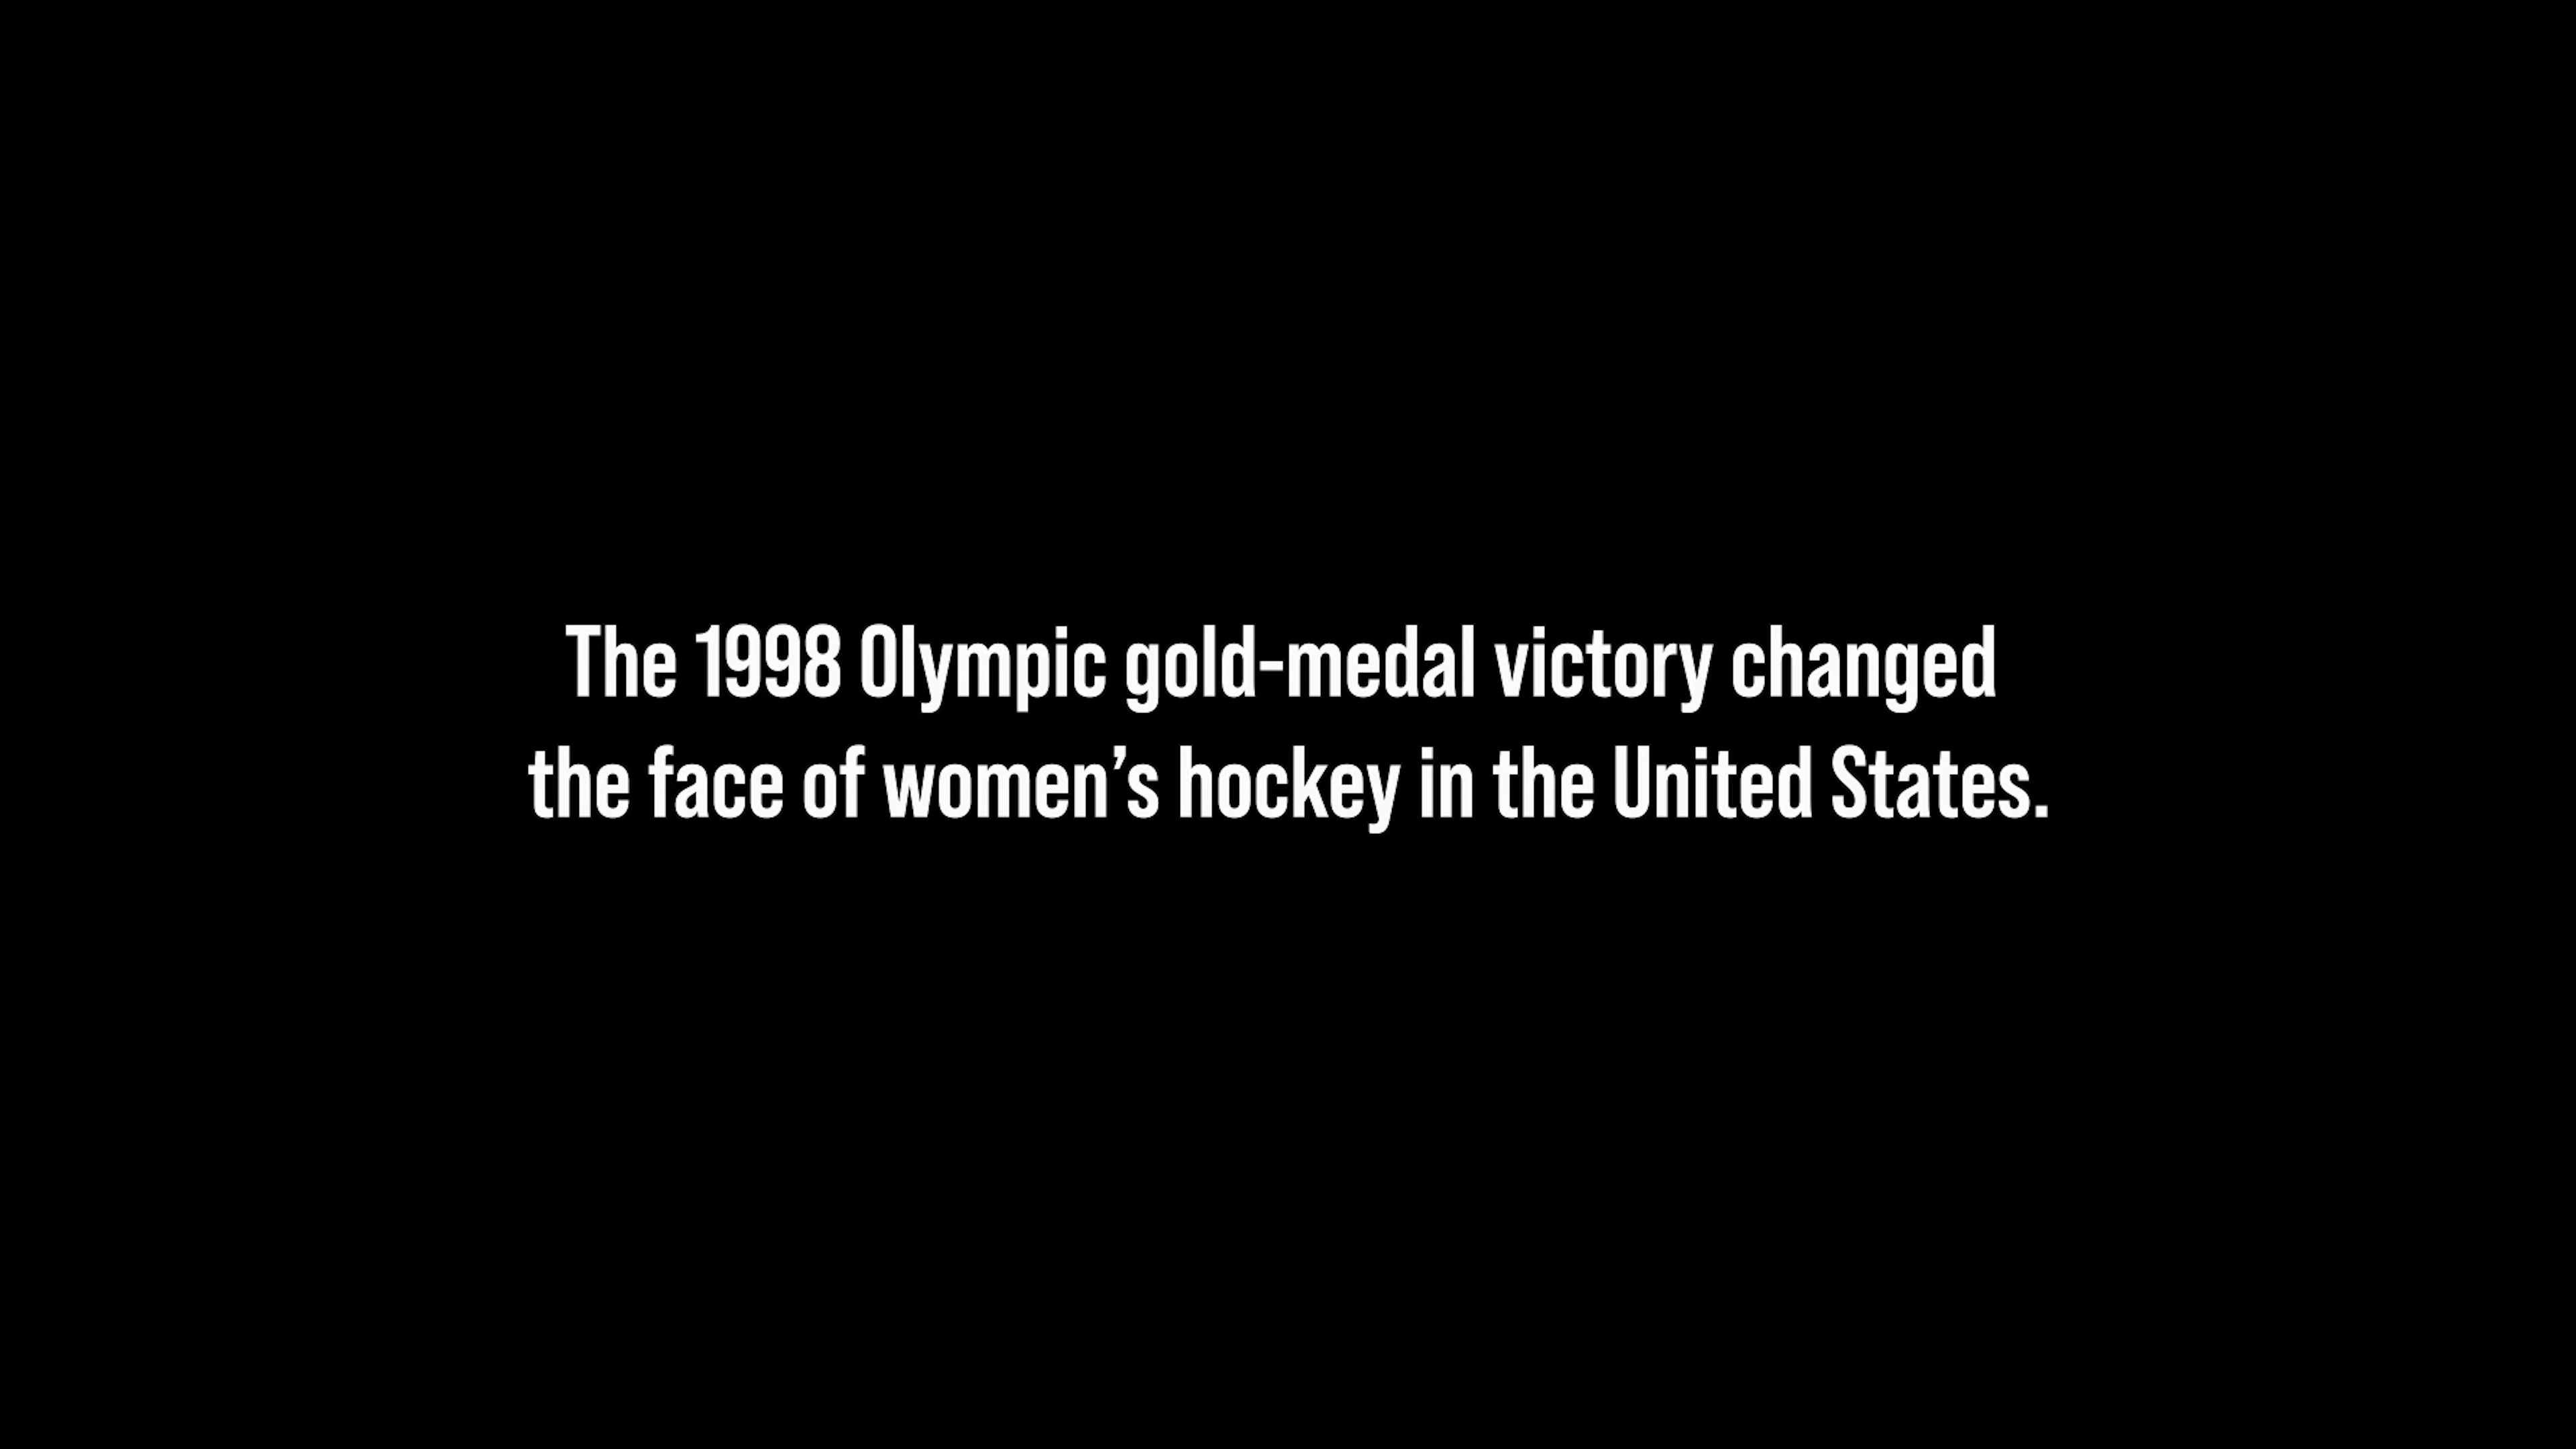 The 1998 Olympic gold-medal victory changed
the face of women’s hockey in the United States.